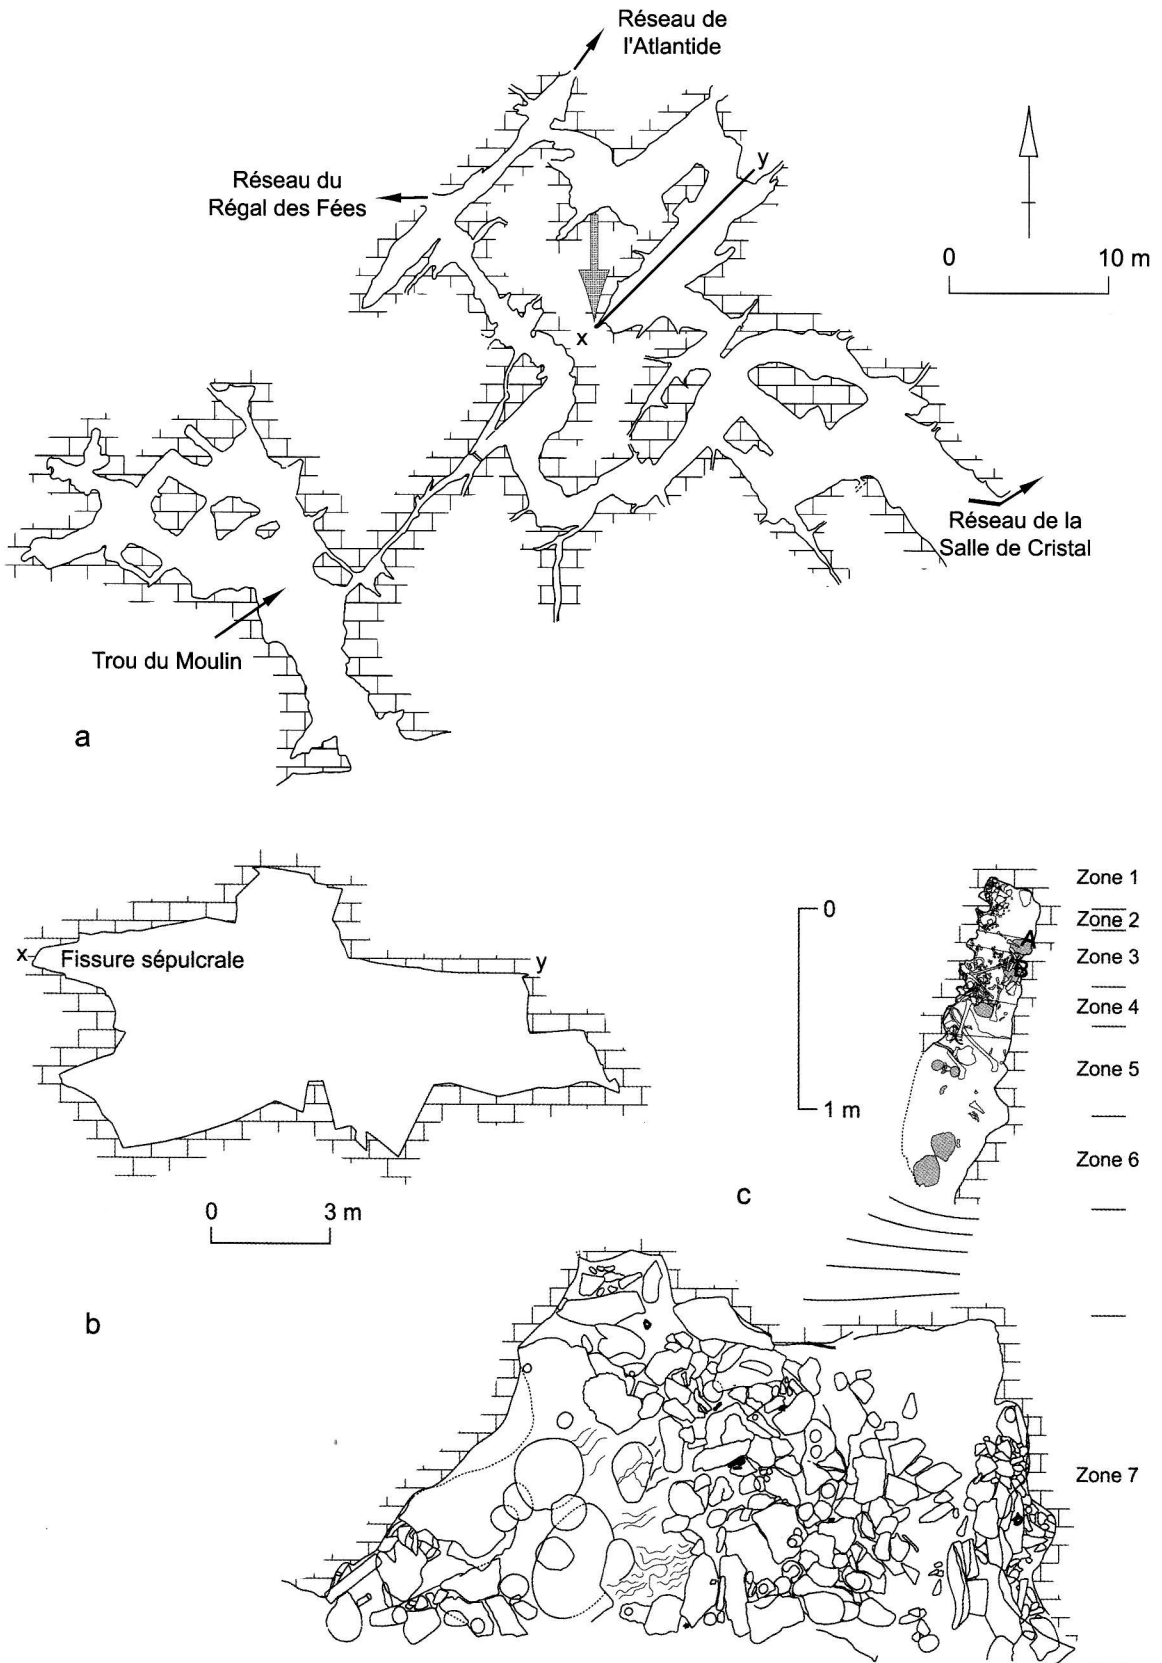 Réseau de
l'Atlantide
Réseau du
Régal des Fées
y
x
0 10 m
Réseau de la
Salle de Cristal
Trou du Moulin
a
x Fissure sépulcrale y
0 3 m
b
0
1 m
c
Zone 1
Zone 2
A
Zone 3
B
Zone 4
Zone 5
Zone 6
Zone 7